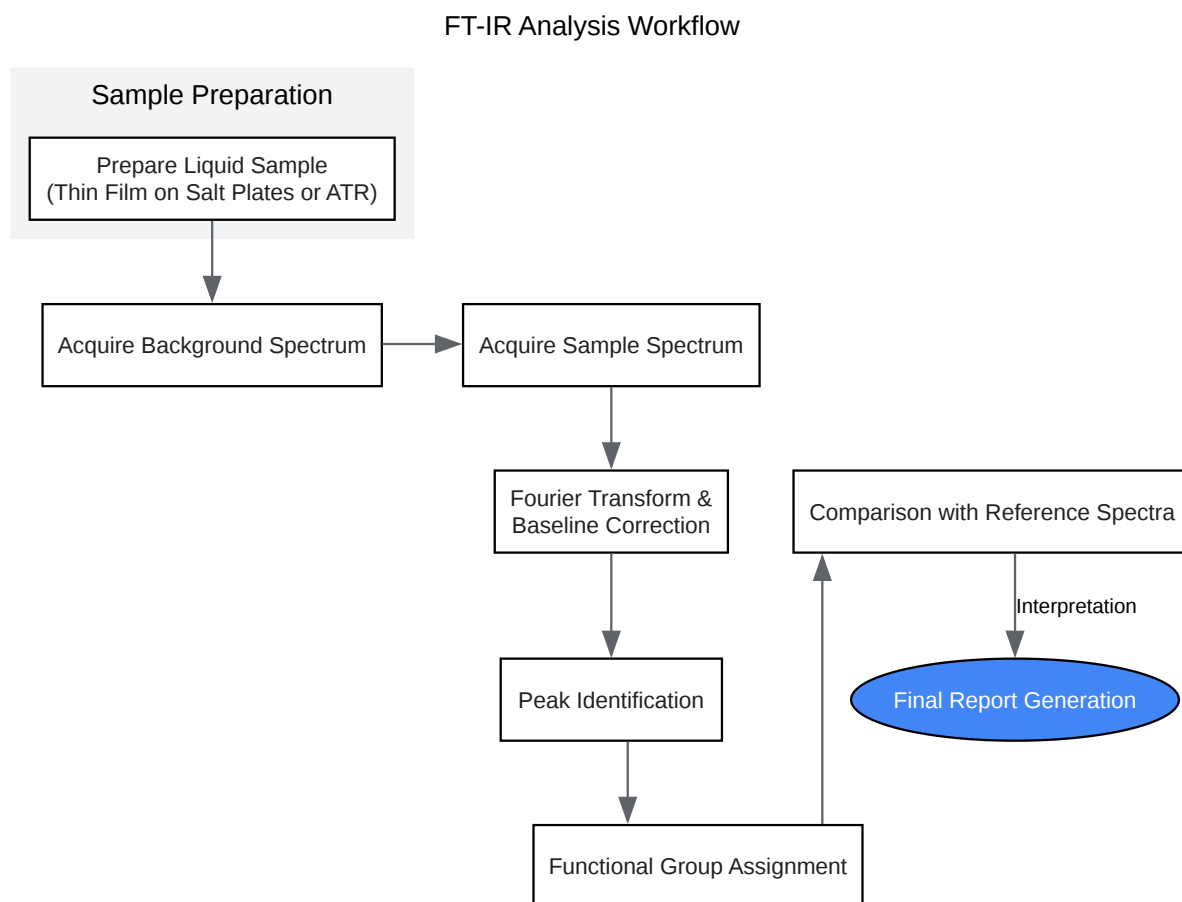 FT-IR Analysis Workflow
Sample Preparation
Prepare Liquid Sample
(Thin Film on Salt Plates or ATR)
Acquire Background Spectrum
Acquire Sample Spectrum
Fourier Transform &
Baseline Correction
Peak Identification
Functional Group Assignment
Comparison with Reference Spectra
Interpretation
Final Report Generation